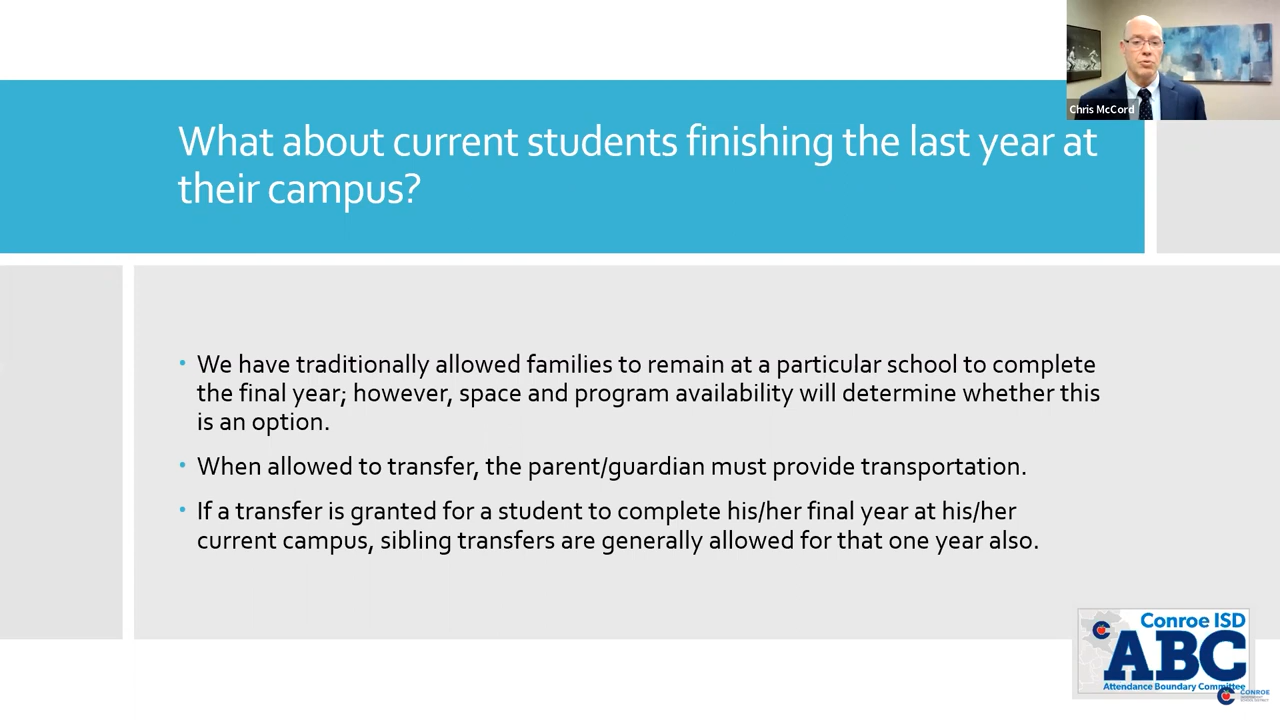 Chris McCord
What about current students finishing the last year at
their campus?
• We have traditionally allowed families to remain at a particular school to complete
the final year; however, space and program availability will determine whether this
is an option.
• When allowed to transfer, the parent/guardian must provide transportation.
• If a transfer is granted for a student to complete his/her final year at his/her
current campus, sibling transfers are generally allowed for that one year also.
Conroe ISD
ABC
Attendance Boundary Committee
CONROE